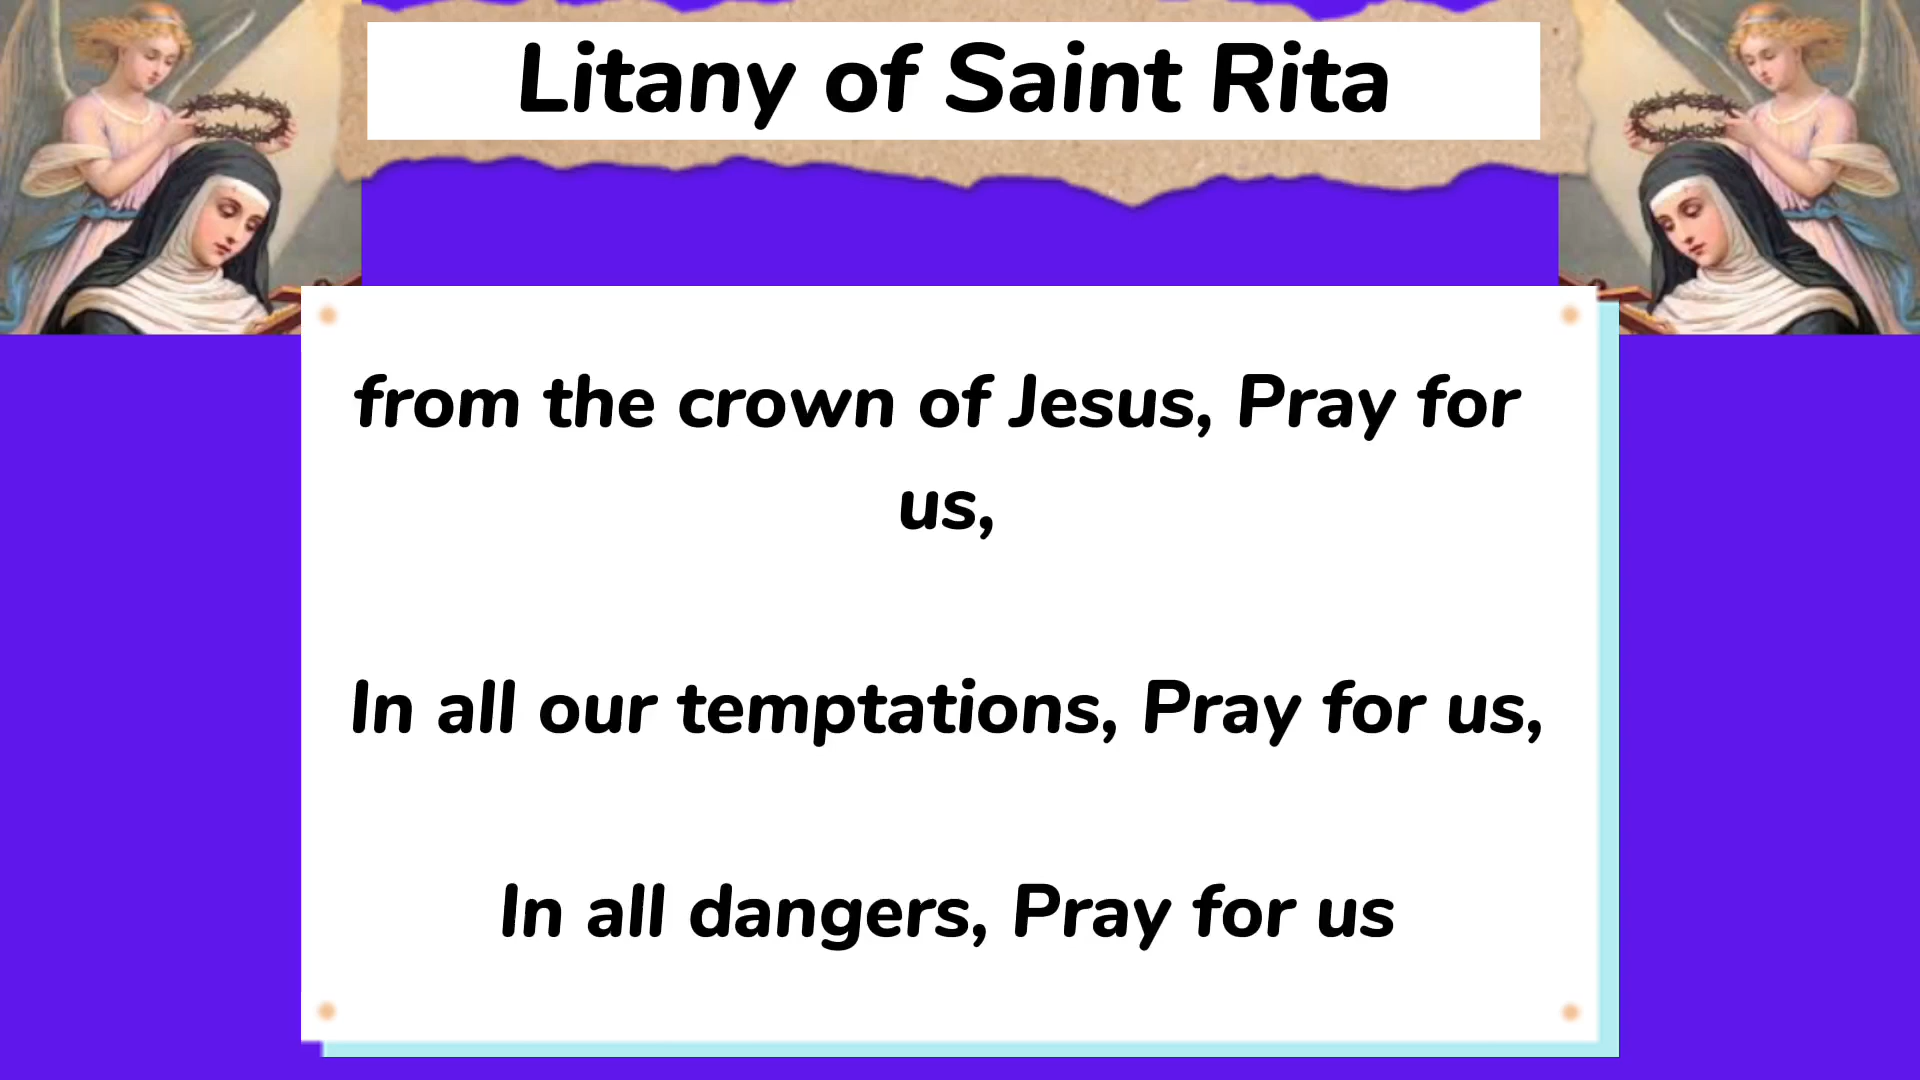 Litany of Saint Rita
from the crown of Jesus, Pray for
us,
In all our temptations, Pray for us,
In all dangers, Pray for us